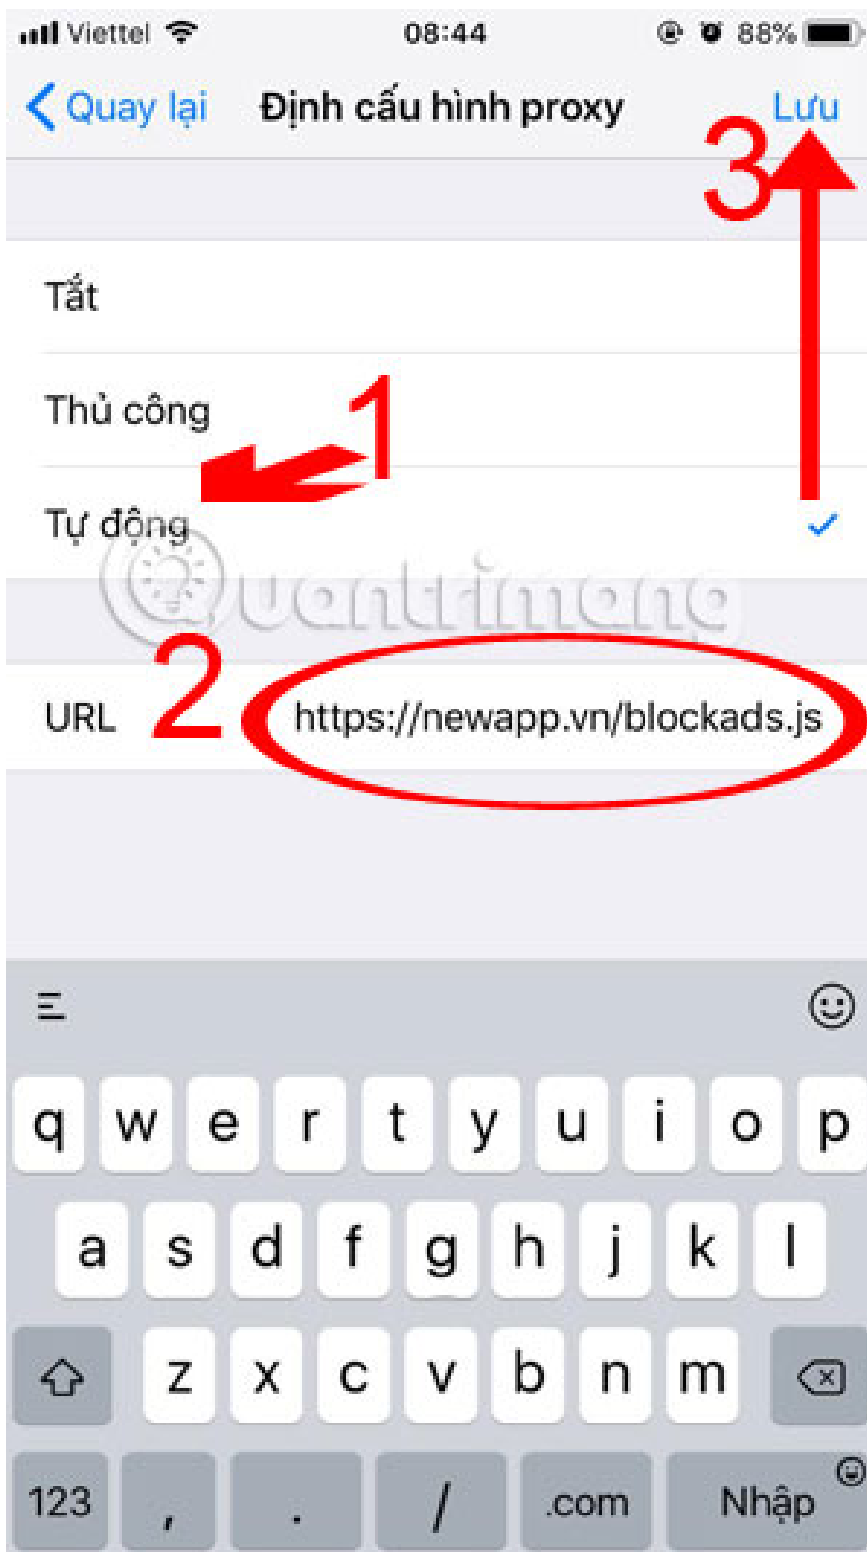 Viettel 08:44 88%
Quay lại Định cấu hình proxy Lưu
3
Tắt
Thủ công
1
Tự động
Quantrimang
2
URL https://newapp.vn/blockads.js
q w e r t y u i o p
a s d f g h j k l
z x c v b n m
123 , . / .com Nhập